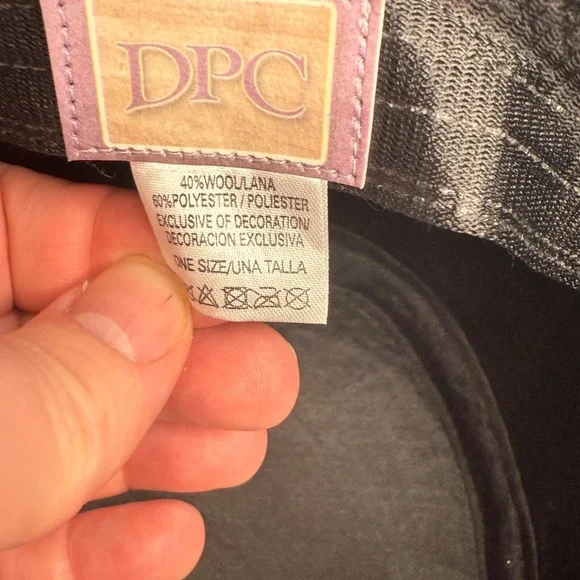 DPC
40%WOOL/LANA
60%POLYESTER / POLIESTER
EXCLUSIVE OF DECORATION/
DECORACION EXCLUSIVA
ONE SIZE/UNA TALLA